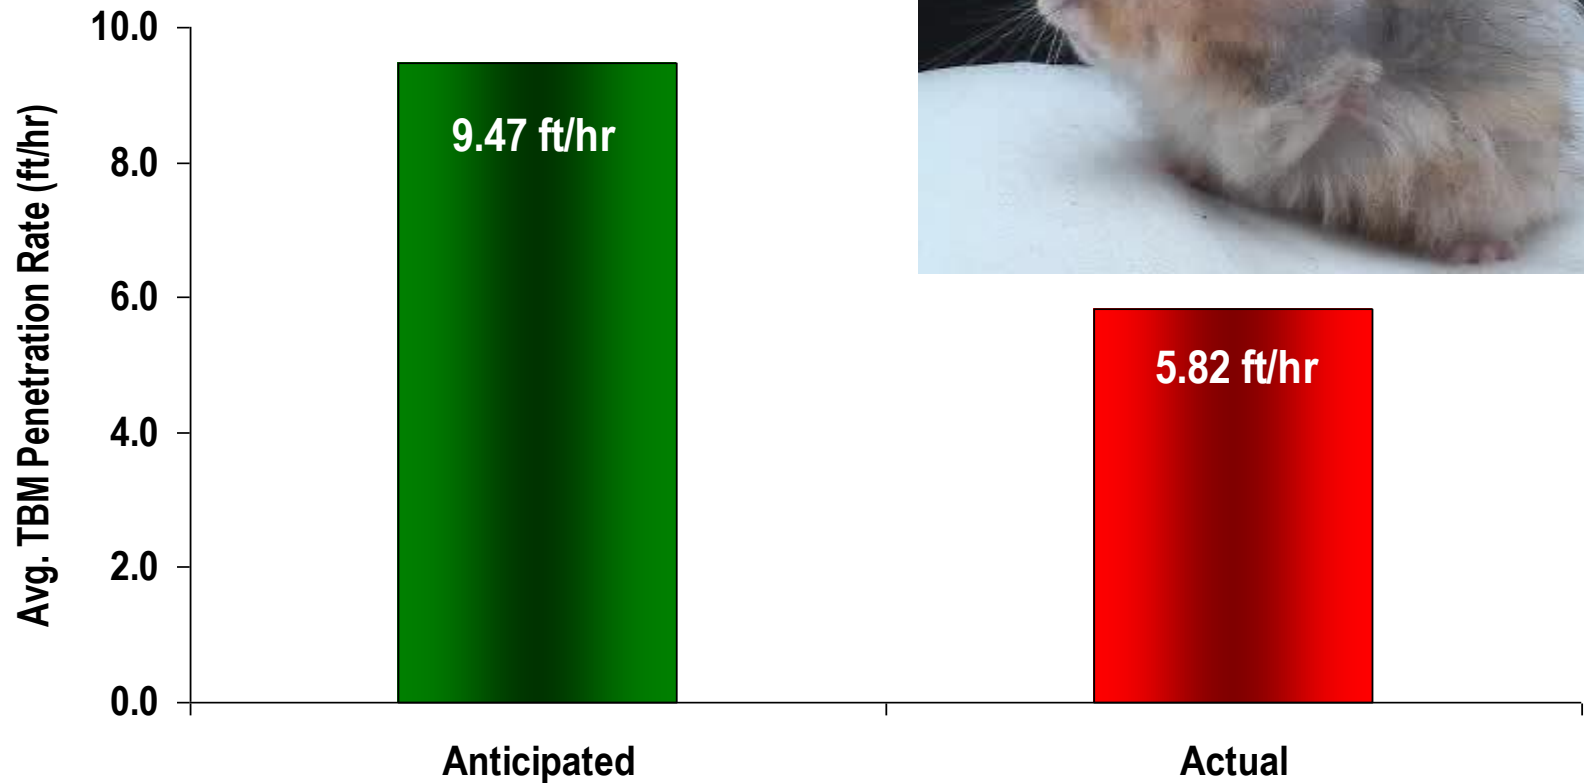 Avg. TBM Penetration Rate (ft/hr)
10.0
8.0
6.0
4.0
2.0
0.0
9.47 ft/hr
5.82 ft/hr
Anticipated
Actual